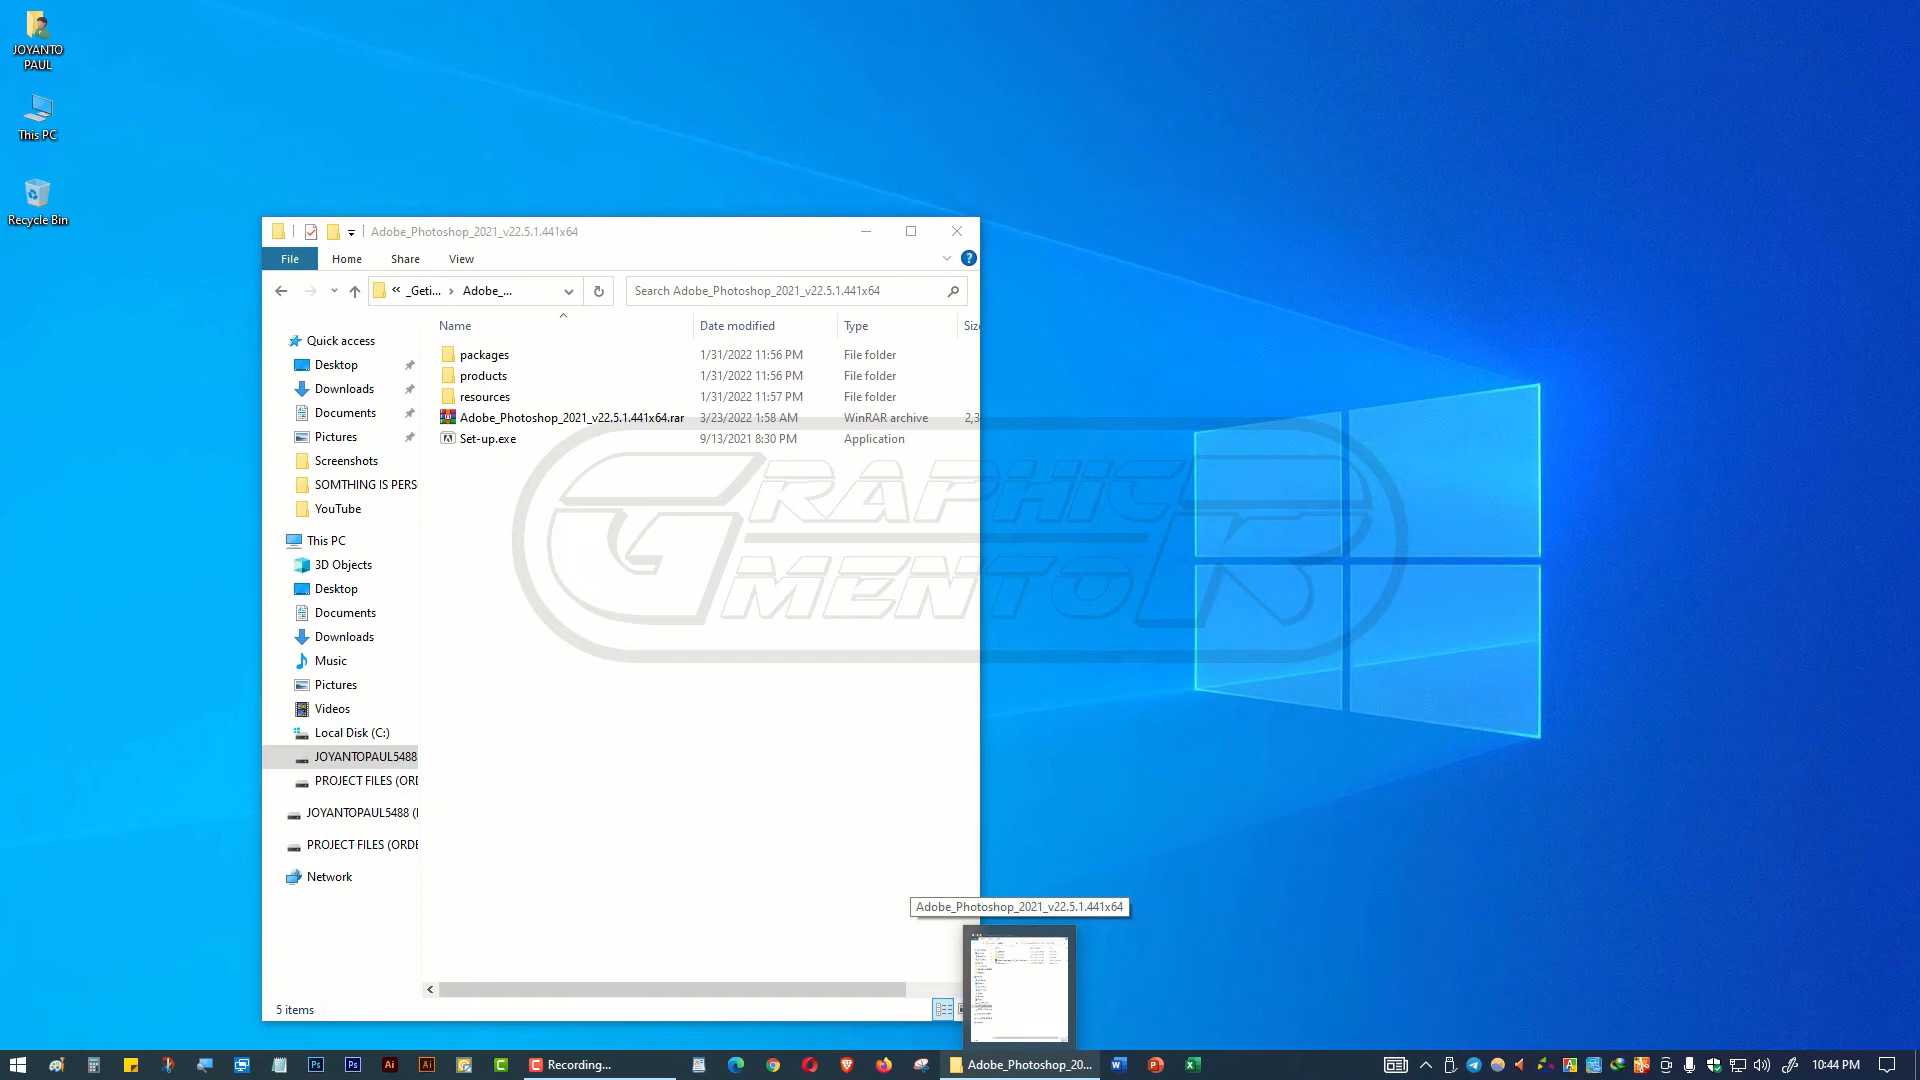 JOYANTO
PAUL
This PC
Recycle Bin
Adobe_Photoshop_2021_v22.5.1.441x64
File Home Share View
« _Geti... › Adobe_...
Search Adobe_Photoshop_2021_v22.5.1.441x64
Name Date modified Type Siz
packages 1/31/2022 11:56 PM File folder
products 1/31/2022 11:56 PM File folder
resources 1/31/2022 11:57 PM File folder
Adobe_Photoshop_2021_v22.5.1.441x64.rar 3/23/2022 1:58 AM WinRAR archive 2,3
Set-up.exe 9/13/2021 8:30 PM Application
Quick access
Desktop
Downloads
Documents
Pictures
Screenshots
SOMTHING IS PERS
YouTube
This PC
3D Objects
Desktop
Documents
Downloads
Music
Pictures
Videos
Local Disk (C:)
JOYANTOPAUL5488
PROJECT FILES (ORD
JOYANTOPAUL5488 (
PROJECT FILES (ORDE
Network
GRAPHIC
MENTOR
Adobe_Photoshop_2021_v22.5.1.441x64
5 items
Recording...
Adobe_Photoshop_20...
10:44 PM